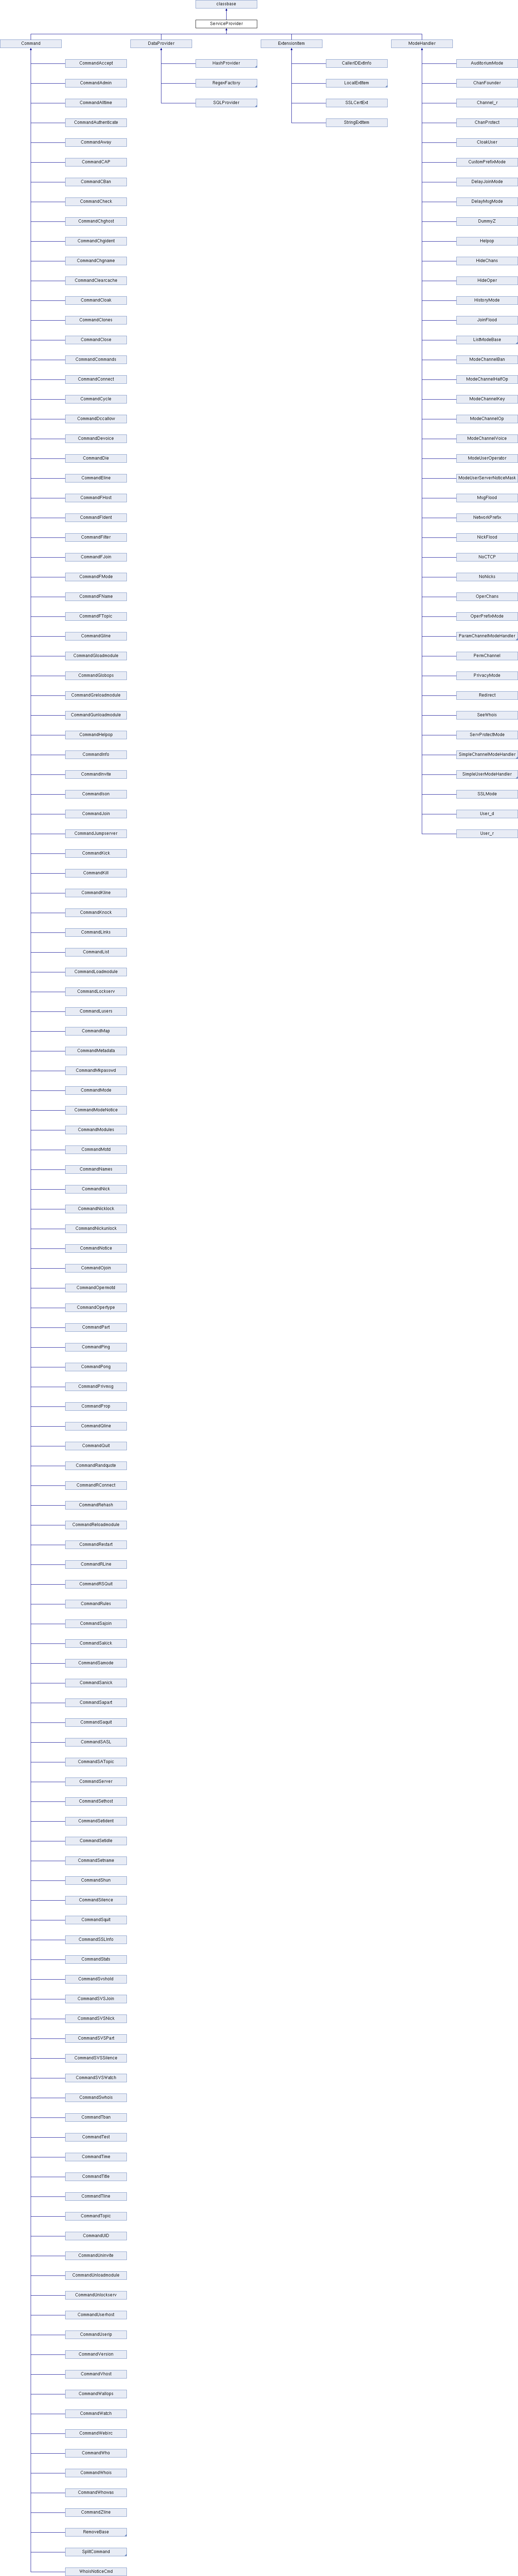 classbase
ServiceProvider
Command
DataProvider
ExtensionItem
ModeHandler
CommandAccept
CommandAdmin
CommandAlltime
CommandAuthenticate
CommandAway
CommandCAP
CommandCBan
CommandCheck
CommandChghost
CommandChgident
CommandChgname
CommandClearcache
CommandCloak
CommandClones
CommandClose
CommandCommands
CommandConnect
CommandCycle
CommandDccallow
CommandDevoice
CommandDie
CommandEline
CommandFHost
CommandFIdent
CommandFilter
CommandFJoin
CommandFMode
CommandFName
CommandFTopic
CommandGline
CommandGloadmodule
CommandGlobops
CommandGreloadmodule
CommandGunloadmodule
CommandHelpop
CommandInfo
CommandInvite
CommandIson
CommandJoin
CommandJumpserver
CommandKick
CommandKill
CommandKline
CommandKnock
CommandLinks
CommandList
CommandLoadmodule
CommandLockserv
CommandLusers
CommandMap
CommandMetadata
CommandMkpasswd
CommandMode
CommandModeNotice
CommandModules
CommandMotd
CommandNames
CommandNick
CommandNicklock
CommandNickunlock
CommandNotice
CommandOjoin
CommandOpermotd
CommandOpertype
CommandPart
CommandPing
CommandPong
CommandPrivmsg
CommandProp
CommandQline
CommandQuit
CommandRandquote
CommandRConnect
CommandRehash
CommandReloadmodule
CommandRestart
CommandRLine
CommandRSQuit
CommandRules
CommandSajoin
CommandSakick
CommandSamode
CommandSanick
CommandSapart
CommandSaquit
CommandSASL
CommandSATopic
CommandServer
CommandSethost
CommandSetident
CommandSetidle
CommandSetname
CommandShun
CommandSilence
CommandSquit
CommandSSLInfo
CommandStats
CommandSvshold
CommandSVSJoin
CommandSVSNick
CommandSVSPart
CommandSVSSilence
CommandSVSWatch
CommandSwhois
CommandTban
CommandTest
CommandTime
CommandTitle
CommandTline
CommandTopic
CommandUID
CommandUninvite
CommandUnloadmodule
CommandUnlockserv
CommandUserhost
CommandUserip
CommandVersion
CommandVhost
CommandWallops
CommandWatch
CommandWebirc
CommandWho
CommandWhois
CommandWhowas
CommandZline
RemoveBase
SplitCommand
WhoisNoticeCmd
HashProvider
RegexFactory
SQLProvider
CallerIDExtInfo
LocalExtItem
SSLCertExt
StringExtItem
AuditoriumMode
ChanFounder
Channel_r
ChanProtect
CloakUser
CustomPrefixMode
DelayJoinMode
DelayMsgMode
DummyZ
Helpop
HideChans
HideOper
HistoryMode
JoinFlood
ListModeBase
ModeChannelBan
ModeChannelHalfOp
ModeChannelKey
ModeChannelOp
ModeChannelVoice
ModeUserOperator
ModeUserServerNoticeMask
MsgFlood
NetworkPrefix
NickFlood
NoCTCP
NoNicks
OperChans
OperPrefixMode
ParamChannelModeHandler
PermChannel
PrivacyMode
Redirect
SeeWhois
ServProtectMode
SimpleChannelModeHandler
SimpleUserModeHandler
SSLMode
User_d
User_r